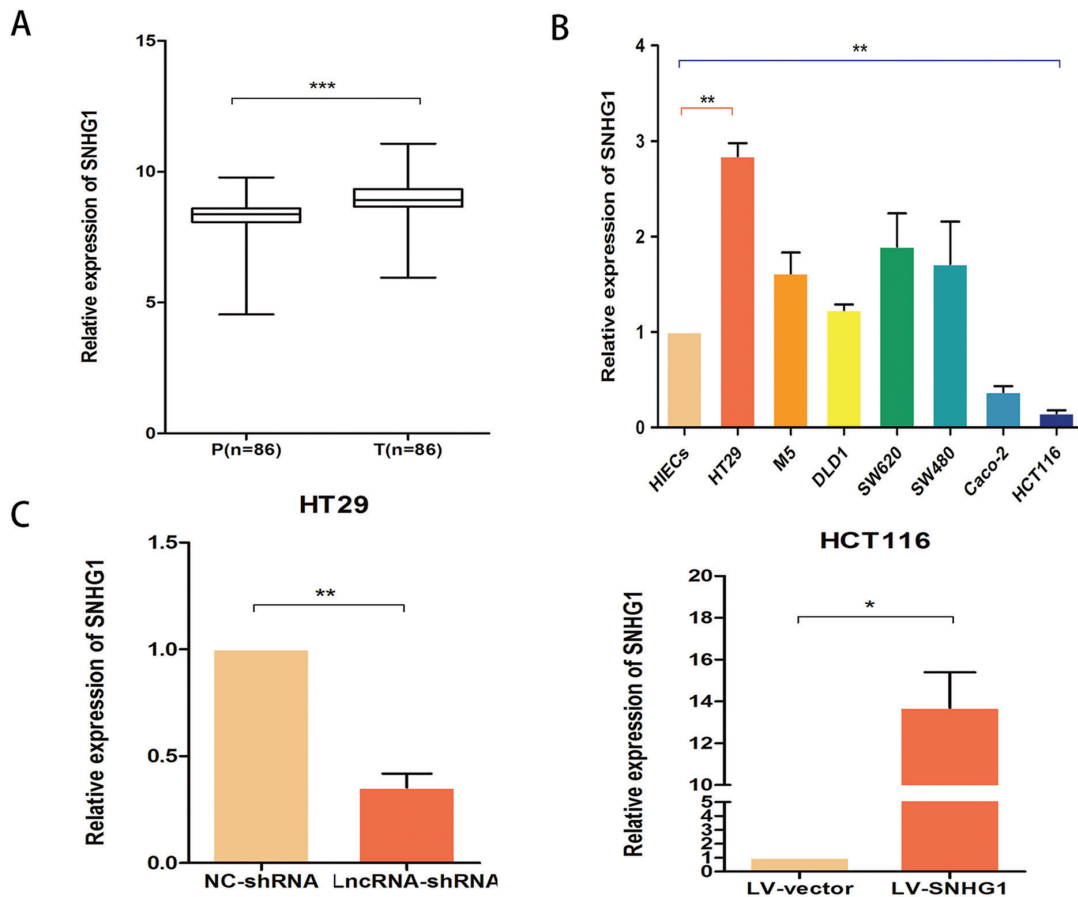 A
Relative expression of SNHG1
15
10
5
0
***
P(n=86)
T(n=86)
B
Relative expression of SNHG1
4
3
2
1
0
**
**
HIECs
HT29
M5
DLD1
SW620
SW480
Caco-2
HCT116
C
HT29
Relative expression of SNHG1
1.5
1.0
0.5
0.0
**
NC-shRNA
LncRNA-shRNA
HCT116
Relative expression of SNHG1
20
18
16
14
12
10
5
4
3
2
1
0
*
LV-vector
LV-SNHG1